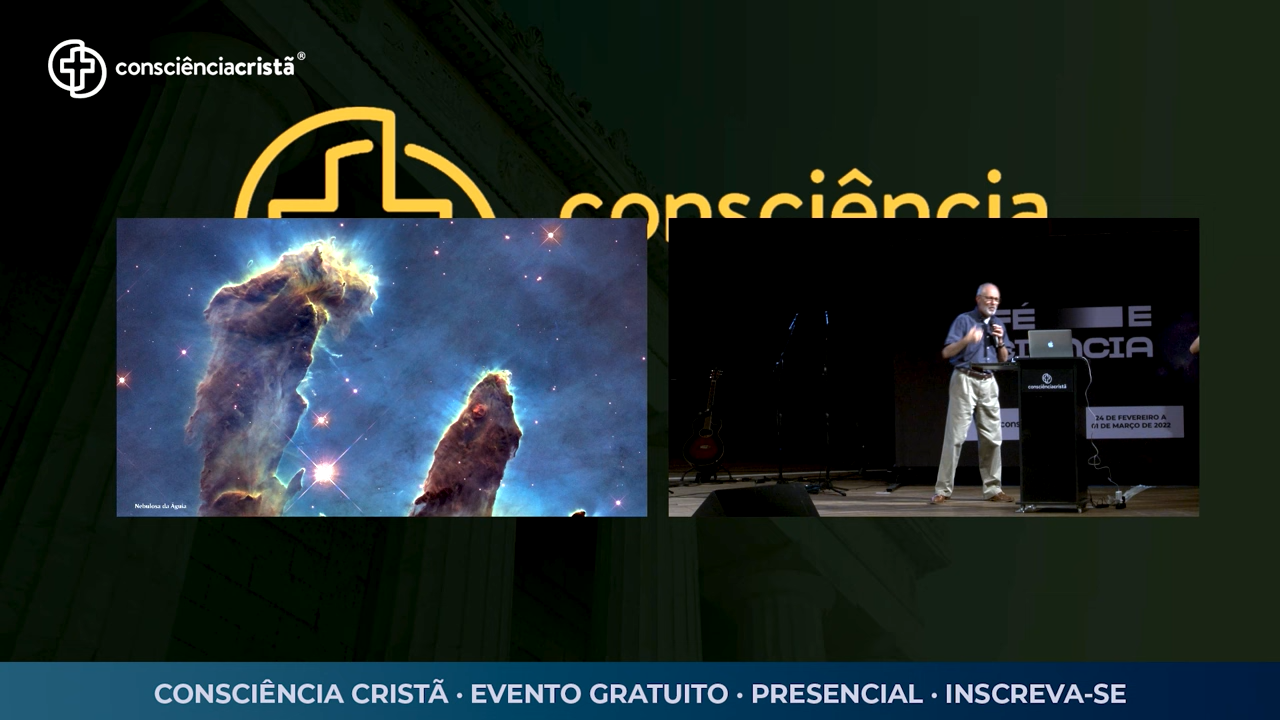 consciênciacristã®
consciência
Nebulosa da Águia
FÉ E
CIÊNCIA
consciênciacristã
24 DE FEVEREIRO A
01 DE MARÇO DE 2022
CONSCIÊNCIA CRISTÃ • EVENTO GRATUITO • PRESENCIAL • INSCREVA-SE